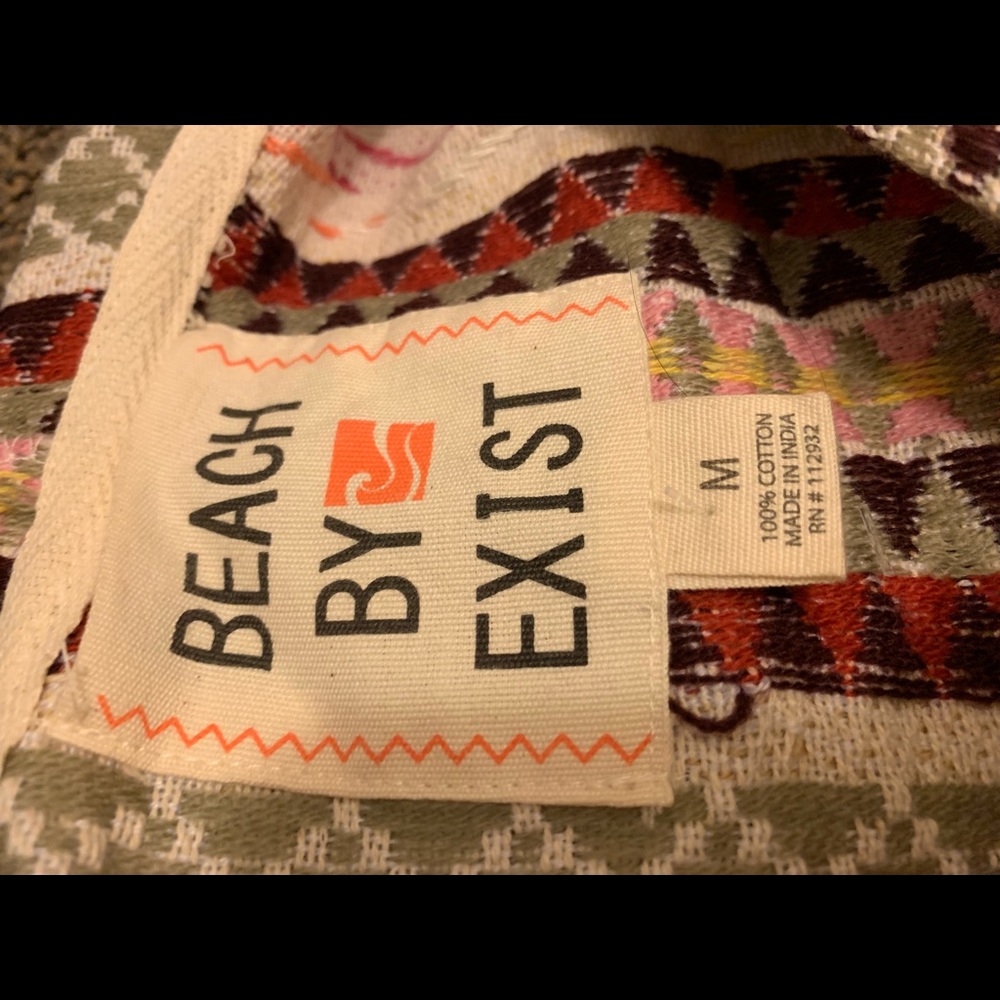 BEACH
BY
EXIST
M
100% COTTON
MADE IN INDIA
RN # 112932